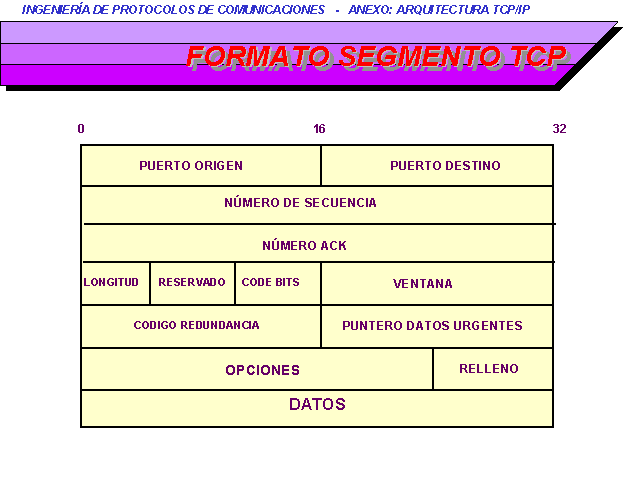 INGENIERÍA DE PROTOCOLOS DE COMUNICACIONES - ANEXO: ARQUITECTURA TCP/IP
FORMATO SEGMENTO TCP
0 16 32
PUERTO ORIGEN PUERTO DESTINO
NÚMERO DE SECUENCIA
NÚMERO ACK
LONGITUD RESERVADO CODE BITS VENTANA
CODIGO REDUNDANCIA PUNTERO DATOS URGENTES
OPCIONES RELLENO
DATOS